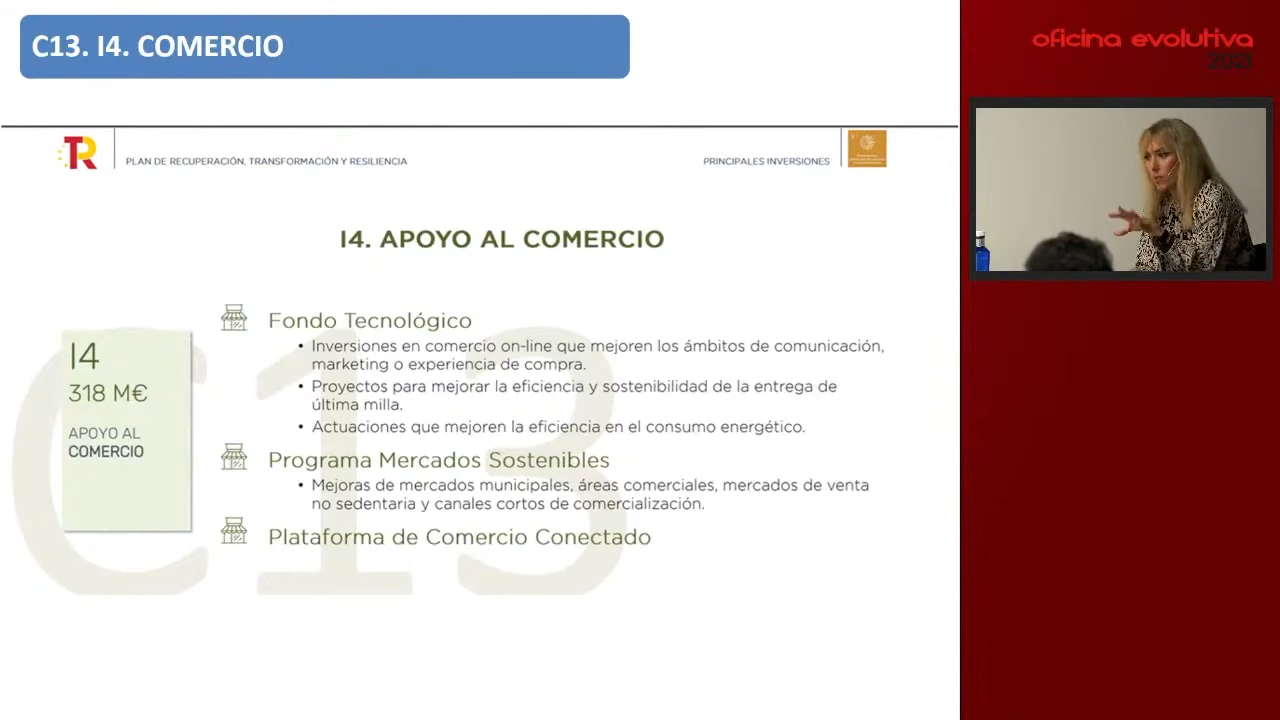 C13. I4. COMERCIO
oficina evolutiva
2021
TR
PLAN DE RECUPERACIÓN, TRANSFORMACIÓN Y RESILIENCIA
PRINCIPALES INVERSIONES
I4. APOYO AL COMERCIO
I4
318 M€
APOYO AL
COMERCIO
C13
Fondo Tecnológico
• Inversiones en comercio on-line que mejoren los ámbitos de comunicación,
marketing o experiencia de compra.
• Proyectos para mejorar la eficiencia y sostenibilidad de la entrega de
última milla.
• Actuaciones que mejoren la eficiencia en el consumo energético.
Programa Mercados Sostenibles
• Mejoras de mercados municipales, áreas comerciales, mercados de venta
no sedentaria y canales cortos de comercialización.
Plataforma de Comercio Conectado